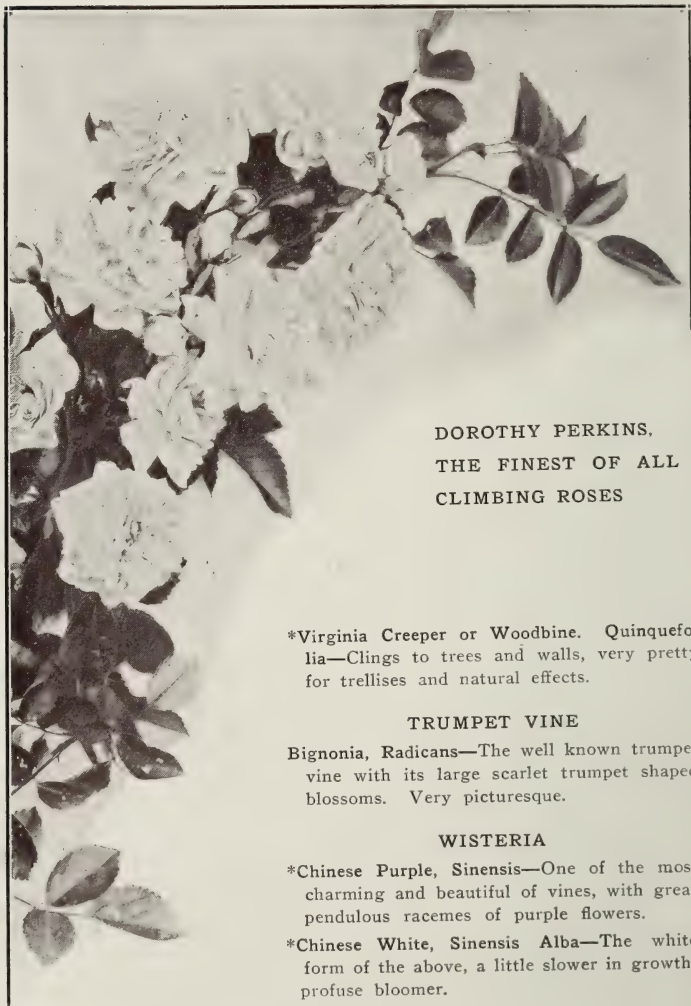 DOROTHY PERKINS,
THE FINEST OF ALL
CLIMBING ROSES
*Virginia Creeper or Woodbine. Quinquefo
lia—Clings to trees and walls, very pretty
for trellises and natural effects.
TRUMPET VINE
Bignonia, Radicans—The well known trumpe
vine with its large scarlet trumpet shaped
blossoms. Very picturesque.
WISTERIA
*Chinese Purple, Sinensis—One of the mos
charming and beautiful of vines, with grea
pendulous racemes of purple flowers.
*Chinese White, Sinensis Alba—The white
form of the above, a little slower in growth
profuse bloomer.